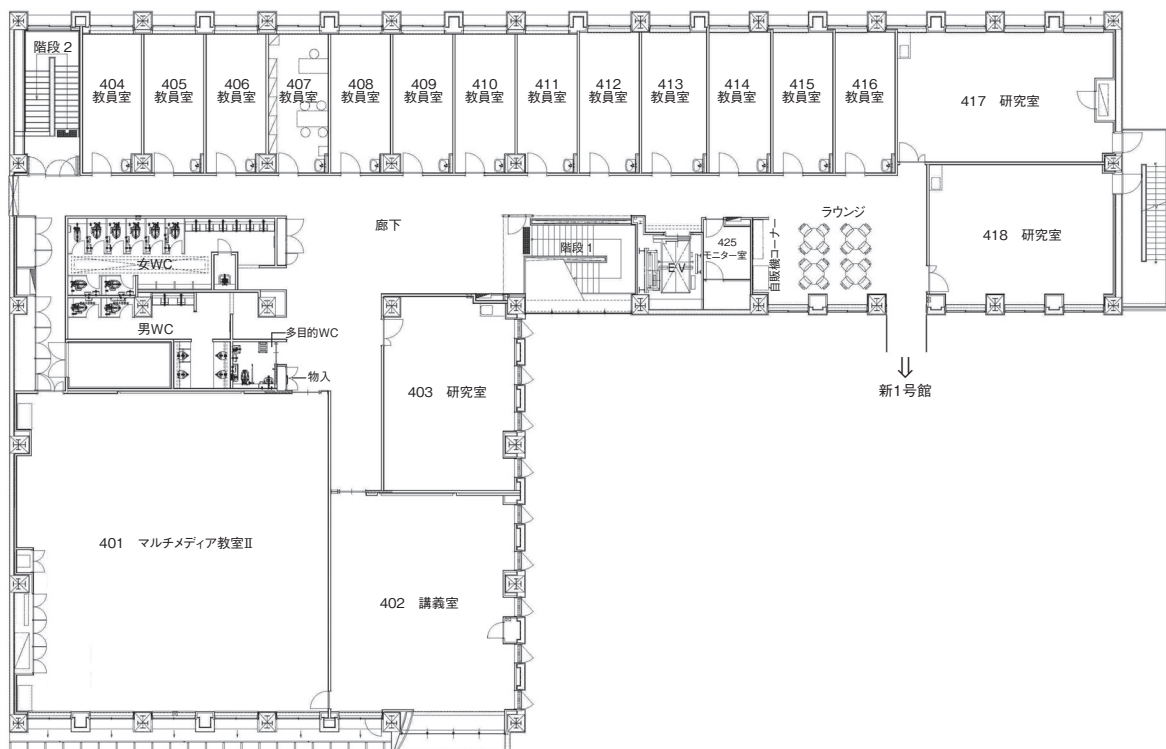 階段2
404
教員室
405
教員室
406
教員室
407
教員室
408
教員室
409
教員室
410
教員室
411
教員室
412
教員室
413
教員室
414
教員室
415
教員室
416
教員室
417 研究室
418 研究室
ラウンジ
自販機コーナー
425
モニター室
EV
階段1
廊下
女WC
男WC
多目的WC
物入
403 研究室
新1号館
401 マルチメディア教室II
402 講義室